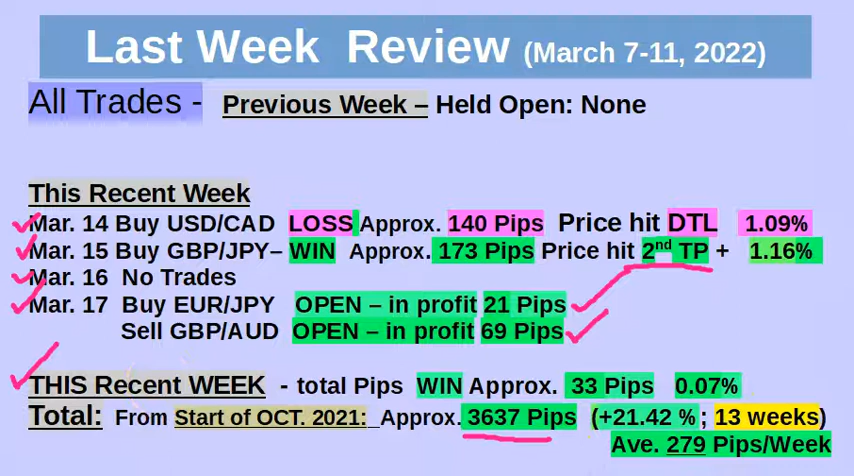 Last Week Review (March 7-11, 2022)
All Trades - Previous Week – Held Open: None
This Recent Week
Mar. 14 Buy USD/CAD LOSS Approx. 140 Pips Price hit DTL 1.09%
Mar. 15 Buy GBP/JPY– WIN Approx. 173 Pips Price hit 2nd TP + 1.16%
Mar. 16 No Trades
Mar. 17 Buy EUR/JPY OPEN – in profit 21 Pips
Sell GBP/AUD OPEN – in profit 69 Pips
THIS Recent WEEK - total Pips WIN Approx. 33 Pips 0.07%
Total: From Start of OCT. 2021: Approx. 3637 Pips (+21.42 % ; 13 weeks)
Ave. 279 Pips/Week